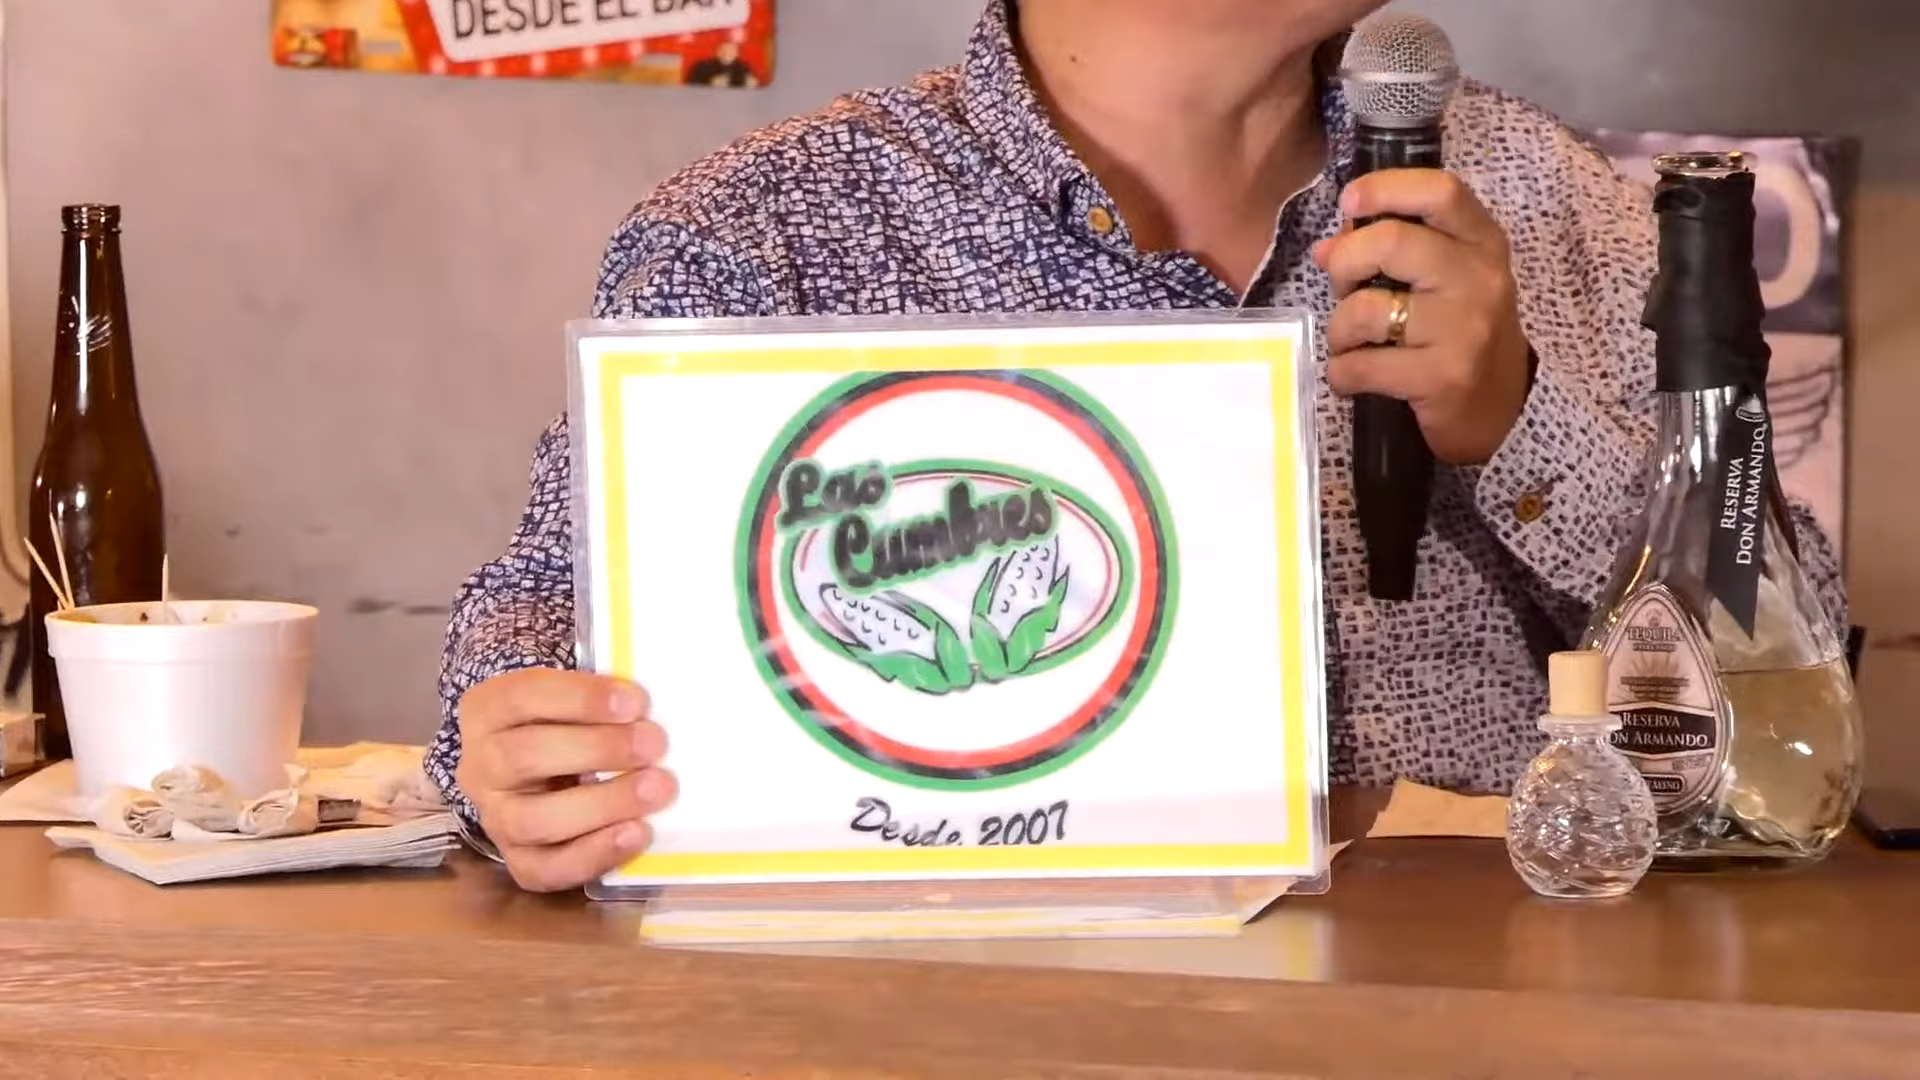 DESDE EL BAR
Las
Cumbres
Desde 2007
RESERVA
DON ARMANDO
TEQUILA
RESERVA
DON ARMANDO